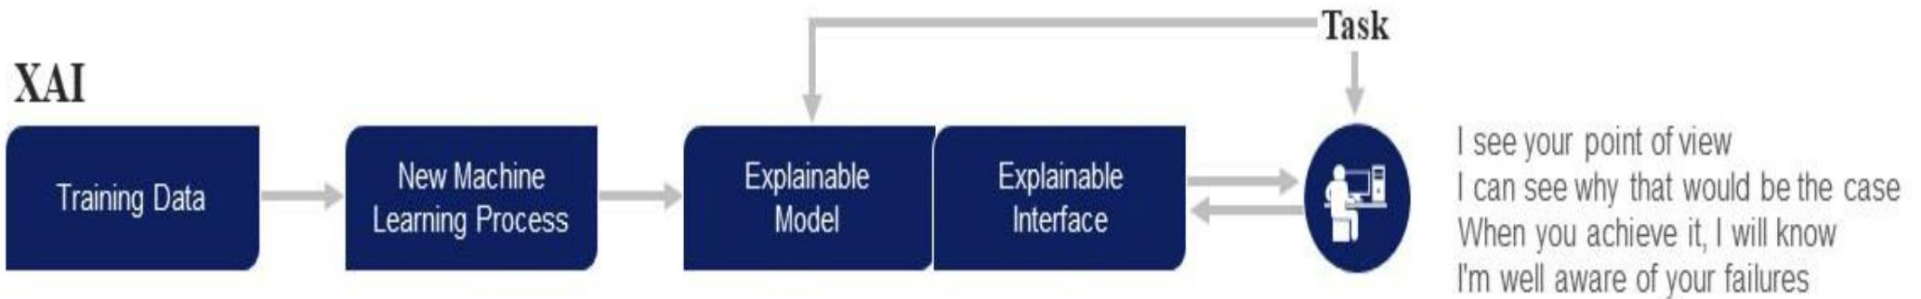 Task
XAI
Training Data
New Machine
Learning Process
Explainable
Model
Explainable
Interface
I see your point of view
I can see why that would be the case
When you achieve it, I will know
I'm well aware of your failures